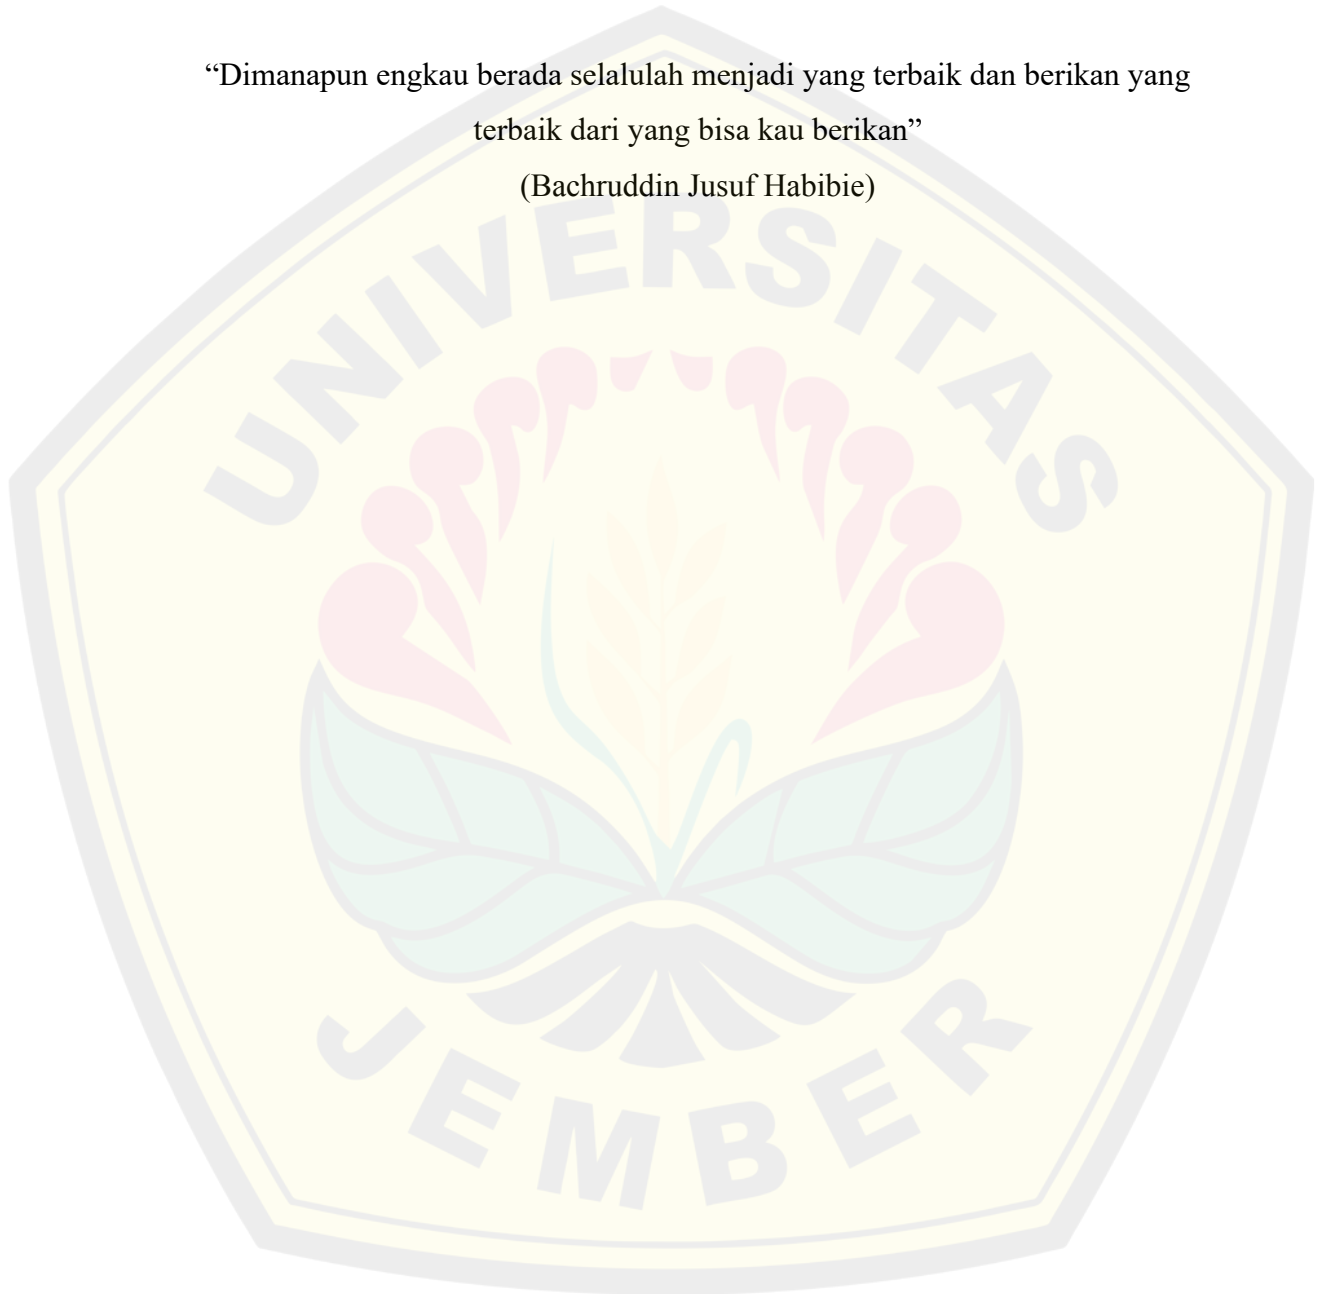 “Dimanapun engkau berada selalulah menjadi yang terbaik dan berikan yang
terbaik dari yang bisa kau berikan”
(Bachruddin Jusuf Habibie)
UNIVERSITAS
JEMBER